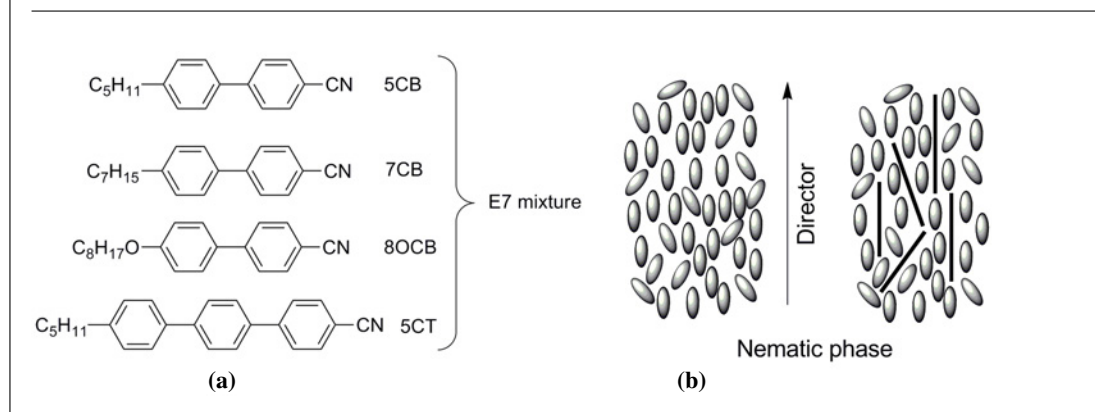 C5H11 CN 5CB
C7H15 CN 7CB
C8H17O CN 8OCB
C5H11 CN 5CT
E7 mixture
(a)
Director
Nematic phase
(b)